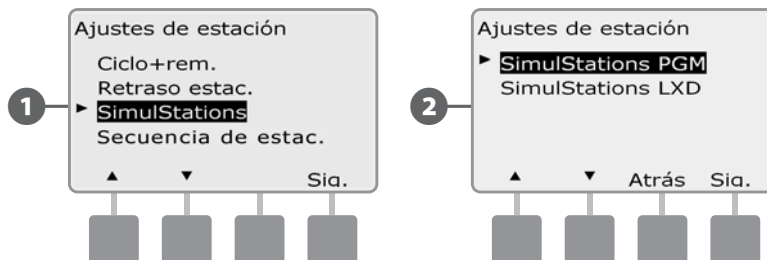 Ajustes de estación
Ciclo+rem.
Retraso estac.
► SimulStations
Secuencia de estac.
▲ ▼ Sig.
1
Ajustes de estación
► SimulStations PGM
SimulStations LXD
▲ ▼ Atrás Sig.
2